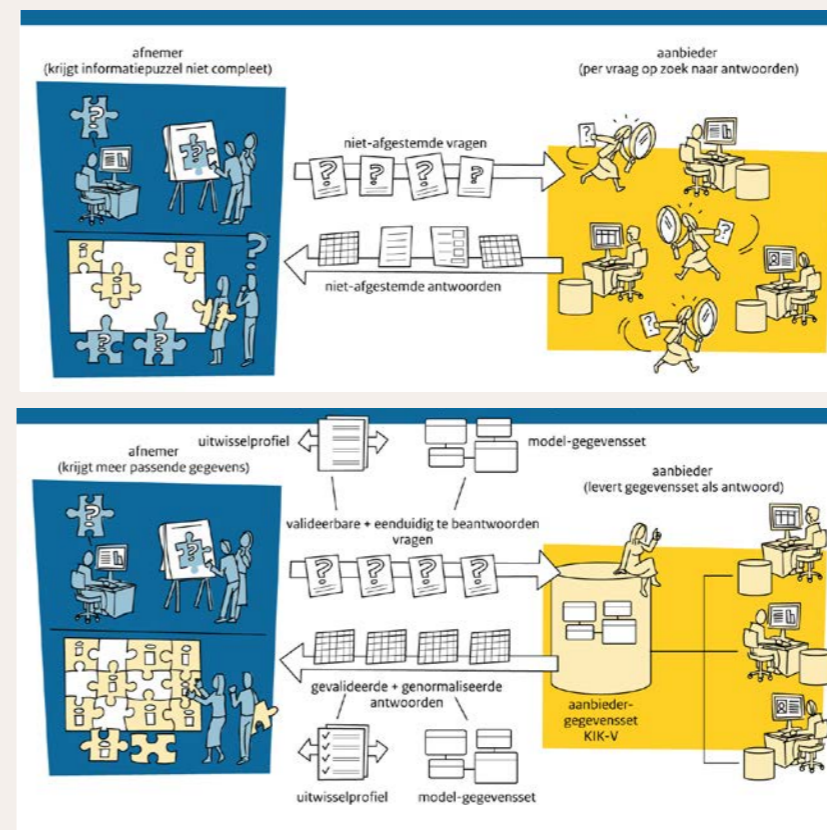 afnemer
(krijgt informatiepuzzel niet compleet)
aanbieder
(per vraag op zoek naar antwoorden)
niet-afgestemde vragen
? ? ? ?
niet-afgestemde antwoorden
afnemer
(krijgt meer passende gegevens)
uitwisselprofiel
model-gegevensset
aanbieder
(levert gegevensset als antwoord)
valideerbare + eenduidig te beantwoorden
vragen
? ? ? ?
gevalideerde + genormaliseerde
antwoorden
aanbieder-
gegevensset
KIK-V
uitwisselprofiel
model-gegevensset